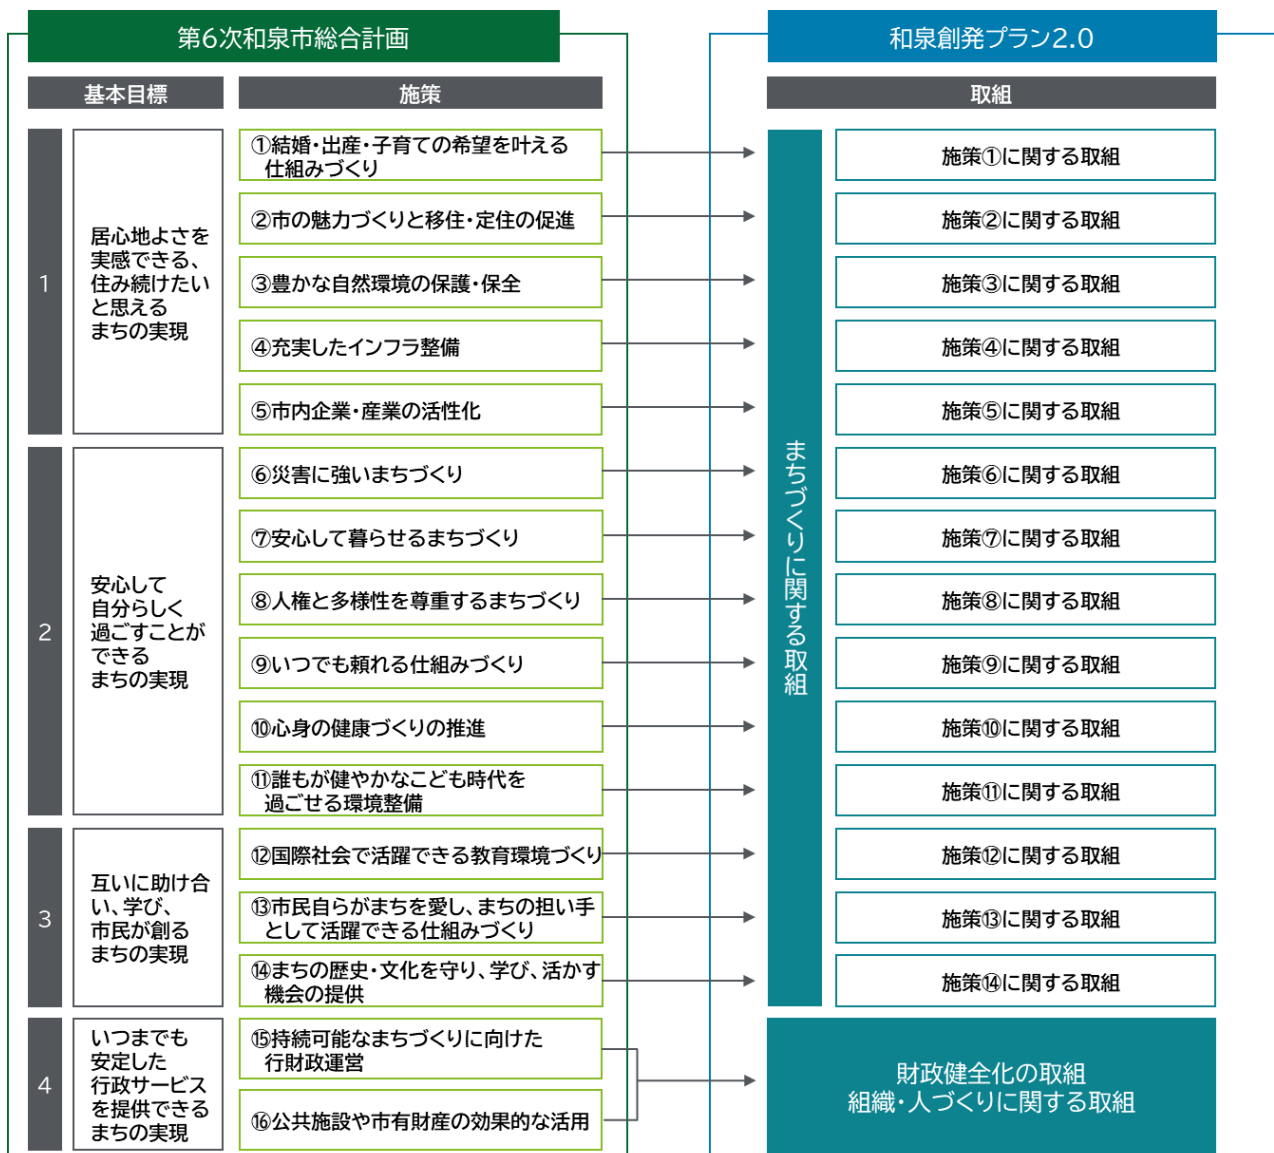 第6次和泉市総合計画
和泉創発プラン2.0
基本目標
施策
取組
1
居心地よさを
実感できる、
住み続けたい
と思える
まちの実現
①結婚・出産・子育ての希望を叶える
仕組みづくり
②市の魅力づくりと移住・定住の促進
③豊かな自然環境の保護・保全
④充実したインフラ整備
⑤市内企業・産業の活性化
2
安心して
自分らしく
過ごすことが
できる
まちの実現
⑥災害に強いまちづくり
⑦安心して暮らせるまちづくり
⑧人権と多様性を尊重するまちづくり
⑨いつでも頼れる仕組みづくり
⑩心身の健康づくりの推進
⑪誰もが健やかなこども時代を
過ごせる環境整備
3
互いに助け合
い、学び、
市民が創る
まちの実現
⑫国際社会で活躍できる教育環境づくり
⑬市民自らがまちを愛し、まちの担い手
として活躍できる仕組みづくり
⑭まちの歴史・文化を守り、学び、活かす
機会の提供
4
いつまでも
安定した
行政サービス
を提供できる
まちの実現
⑮持続可能なまちづくりに向けた
行財政運営
⑯公共施設や市有財産の効果的な活用
まちづくりに関する取組
施策①に関する取組
施策②に関する取組
施策③に関する取組
施策④に関する取組
施策⑤に関する取組
施策⑥に関する取組
施策⑦に関する取組
施策⑧に関する取組
施策⑨に関する取組
施策⑩に関する取組
施策⑪に関する取組
施策⑫に関する取組
施策⑬に関する取組
施策⑭に関する取組
財政健全化の取組
組織・人づくりに関する取組